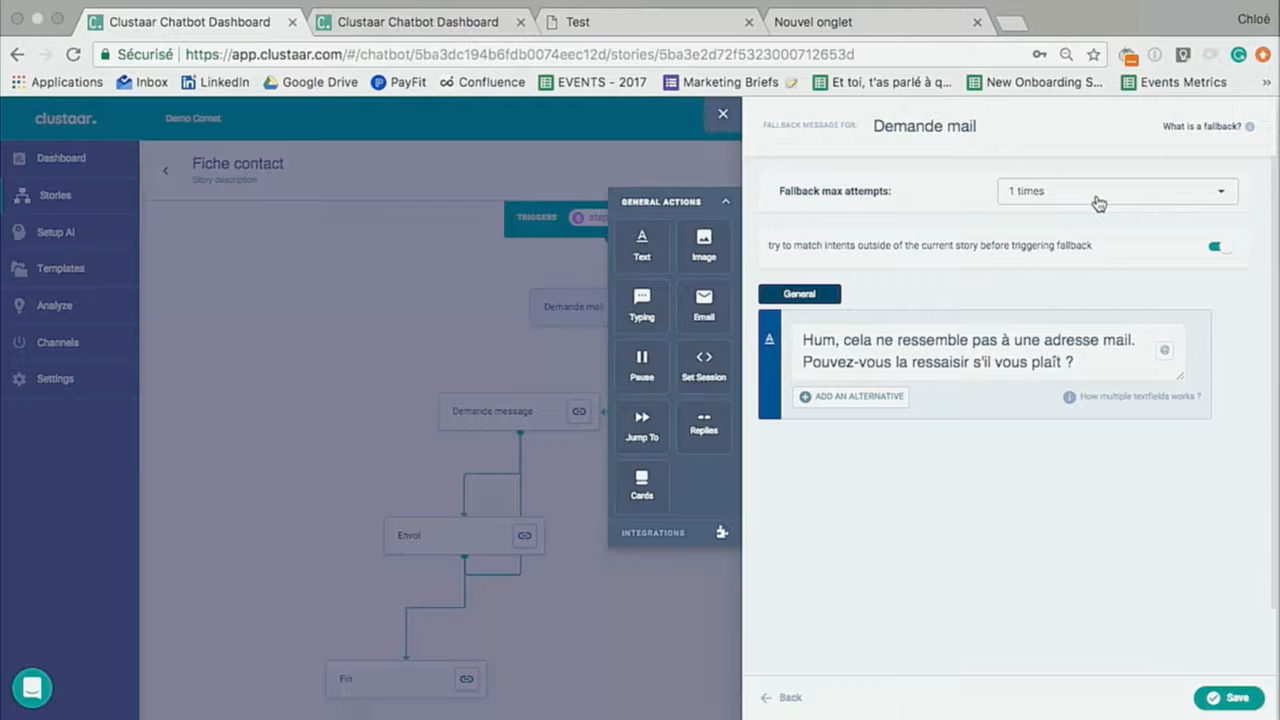 Clustaar Chatbot Dashboard
Clustaar Chatbot Dashboard
Test
Nouvel onglet
Chloé
Sécurisé
https://app.clustaar.com/#/chatbot/5ba3dc194b6fdb0074eec12d/stories/5ba3e2d72f5323000712653d
Applications
Inbox
LinkedIn
Google Drive
PayFit
Confluence
EVENTS - 2017
Marketing Briefs
Et toi, t'as parlé à q...
New Onboarding S...
Events Metrics
»
clustaar.
Demo Comet
Dashboard
Stories
Setup AI
Templates
Analyze
Channels
Settings
Fiche contact
Story description
TRIGGERS
step
Demande mail
Demande message
Envoi
Fin
GENERAL ACTIONS
Text
Image
Typing
Email
Pause
Set Session
Jump To
Replies
Cards
INTEGRATIONS
FALLBACK MESSAGE FOR:
Demande mail
What is a fallback?
Fallback max attempts:
1 times
try to match intents outside of the current story before triggering fallback
General
Hum, cela ne ressemble pas à une adresse mail.
Pouvez-vous la ressaisir s'il vous plaît ?
ADD AN ALTERNATIVE
How multiple textfields works ?
Back
Save